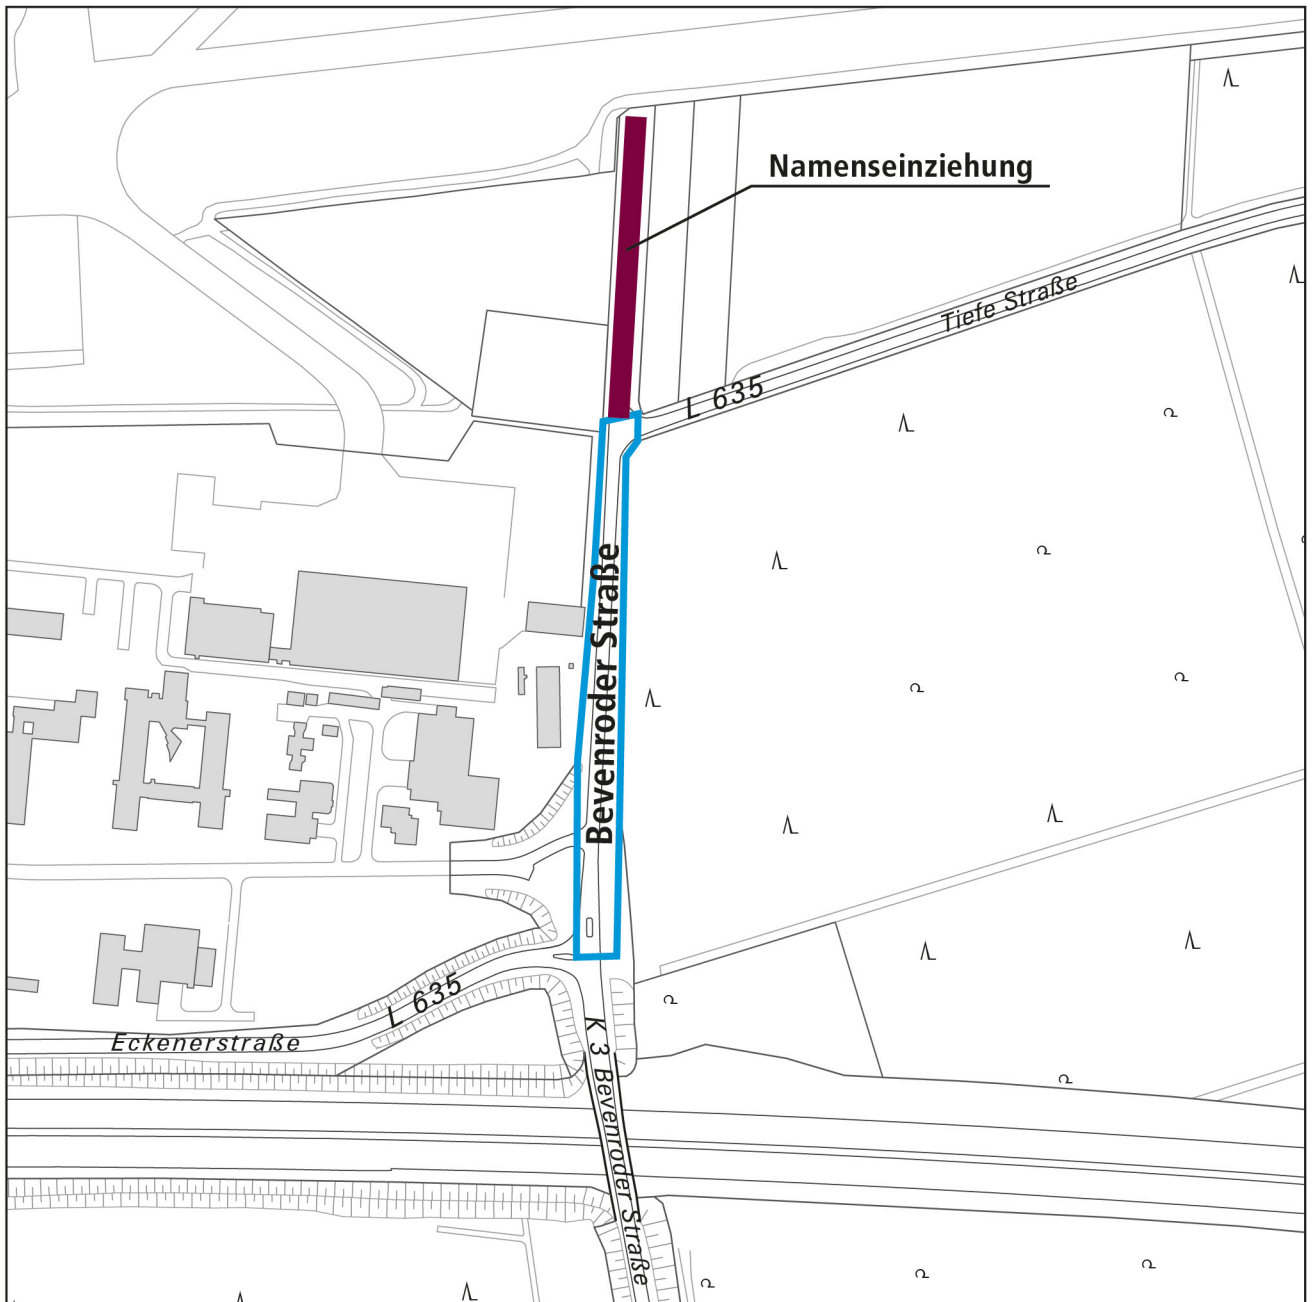 Namenseinziehung
Tiefe Straße
L 635
Bevenroder Straße
L 635
Eckenerstraße
K 3 Bevenroder Straße